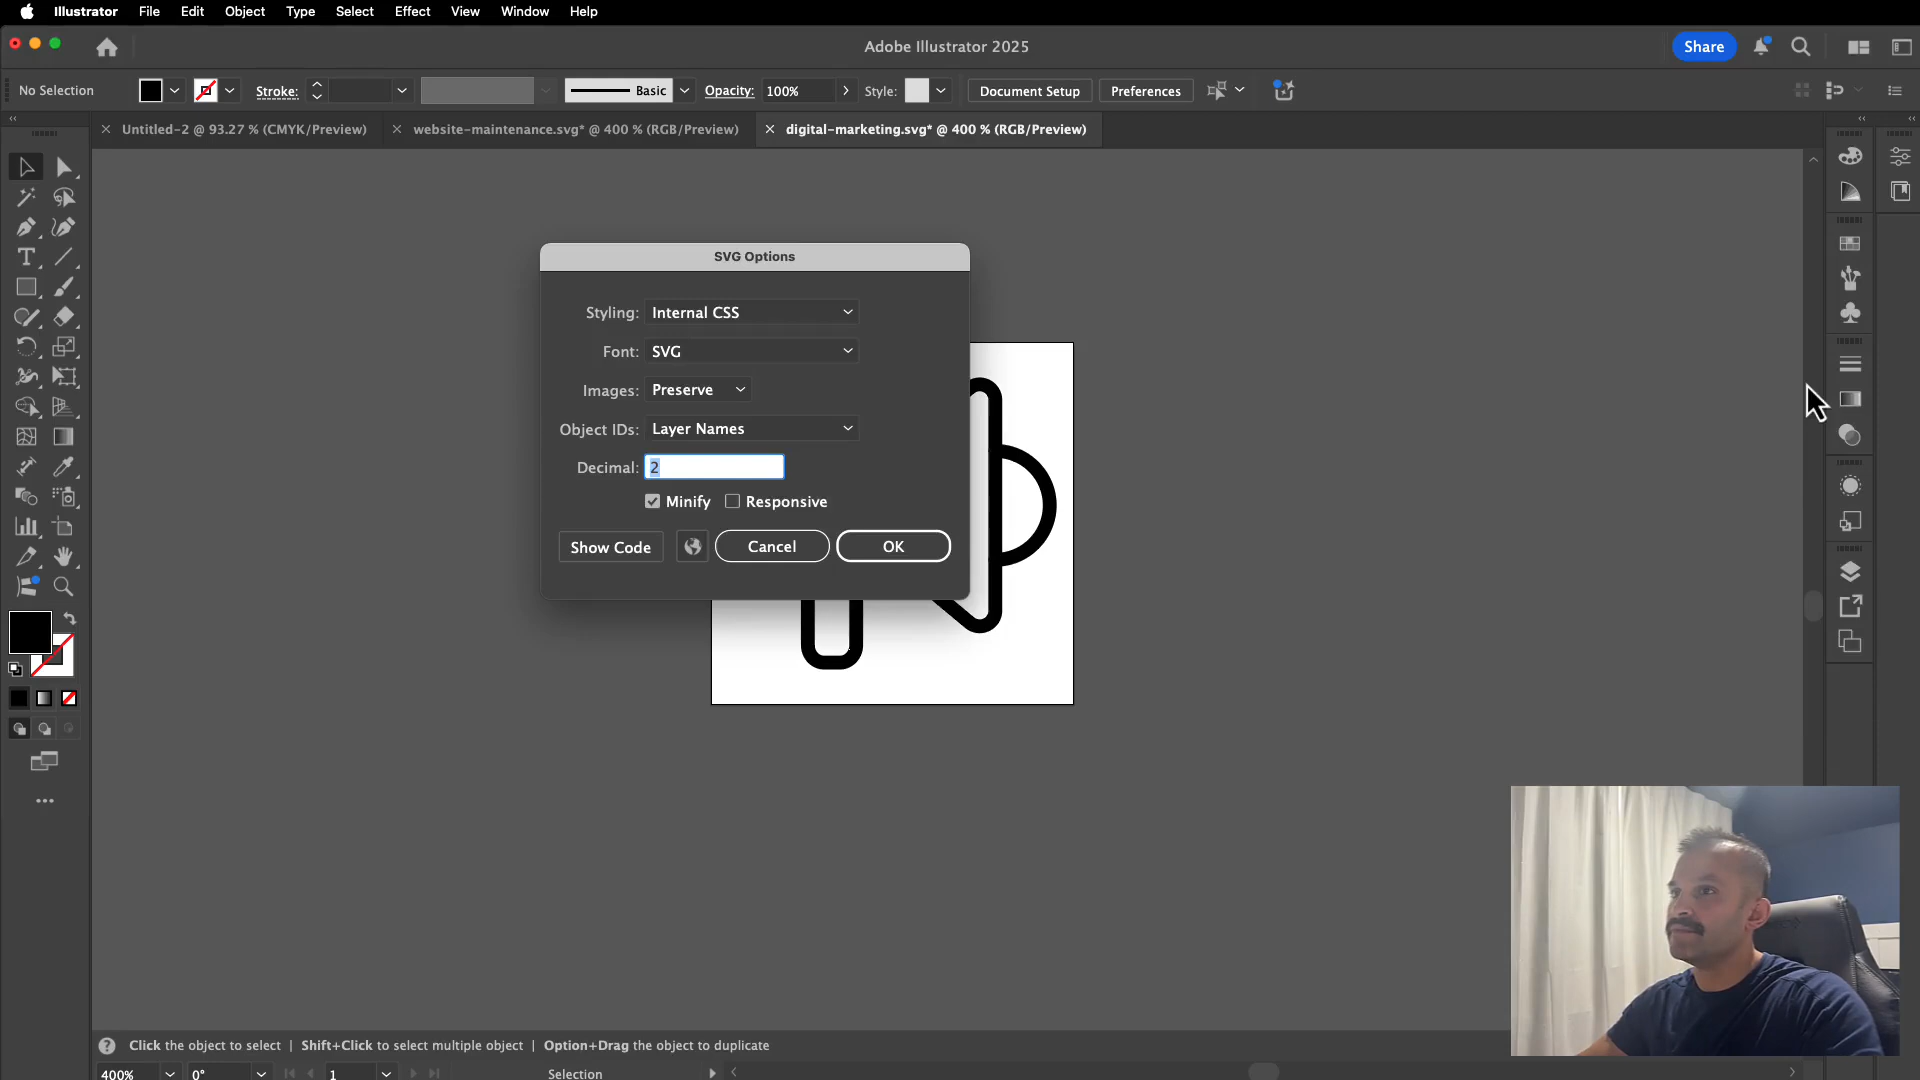 Illustrator File Edit Object Type Select Effect View Window Help
Adobe Illustrator 2025
Share
No Selection
Stroke:
Basic
Opacity: 100%
Style:
Document Setup
Preferences
Untitled-2 @ 93.27 % (CMYK/Preview)
website-maintenance.svg* @ 400 % (RGB/Preview)
digital-marketing.svg* @ 400 % (RGB/Preview)
SVG Options
Styling: Internal CSS
Font: SVG
Images: Preserve
Object IDs: Layer Names
Decimal: 2
Minify Responsive
Show Code
Cancel
OK
Click the object to select | Shift+Click to select multiple object | Option+Drag the object to duplicate
400% 0° 1 Selection